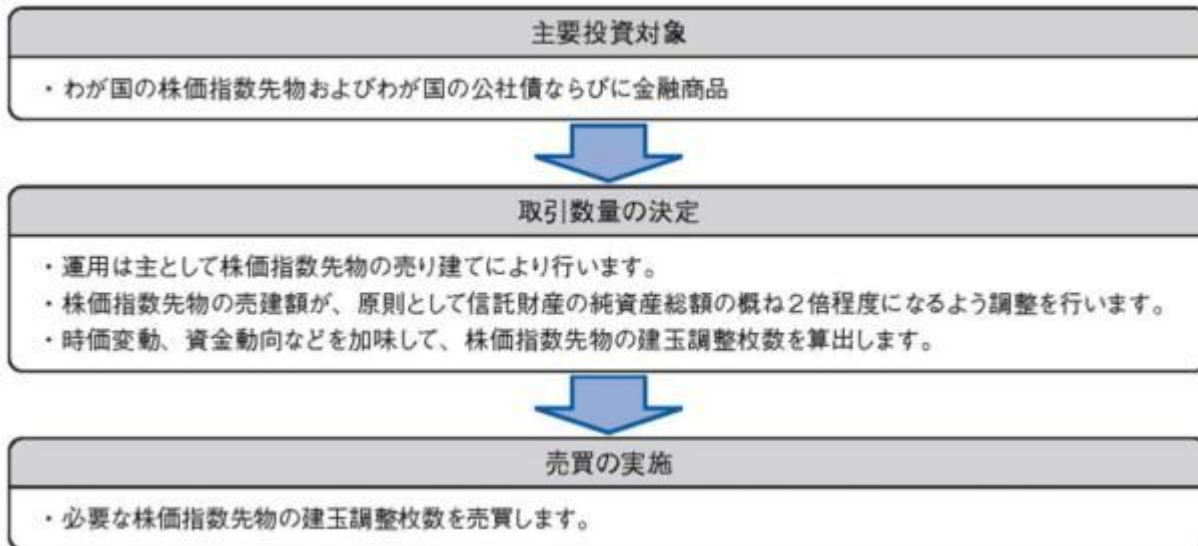 主要投資対象
・わが国の株価指数先物およびわが国の公社債ならびに金融商品
取引数量の決定
・運用は主として株価指数先物の売り建てにより行います。
・株価指数先物の売建額が、原則として信託財産の純資産総額の概ね2倍程度になるよう調整を行います。
・時価変動、資金動向などを加味して、株価指数先物の建玉調整枚数を算出します。
売買の実施
・必要な株価指数先物の建玉調整枚数を売買します。